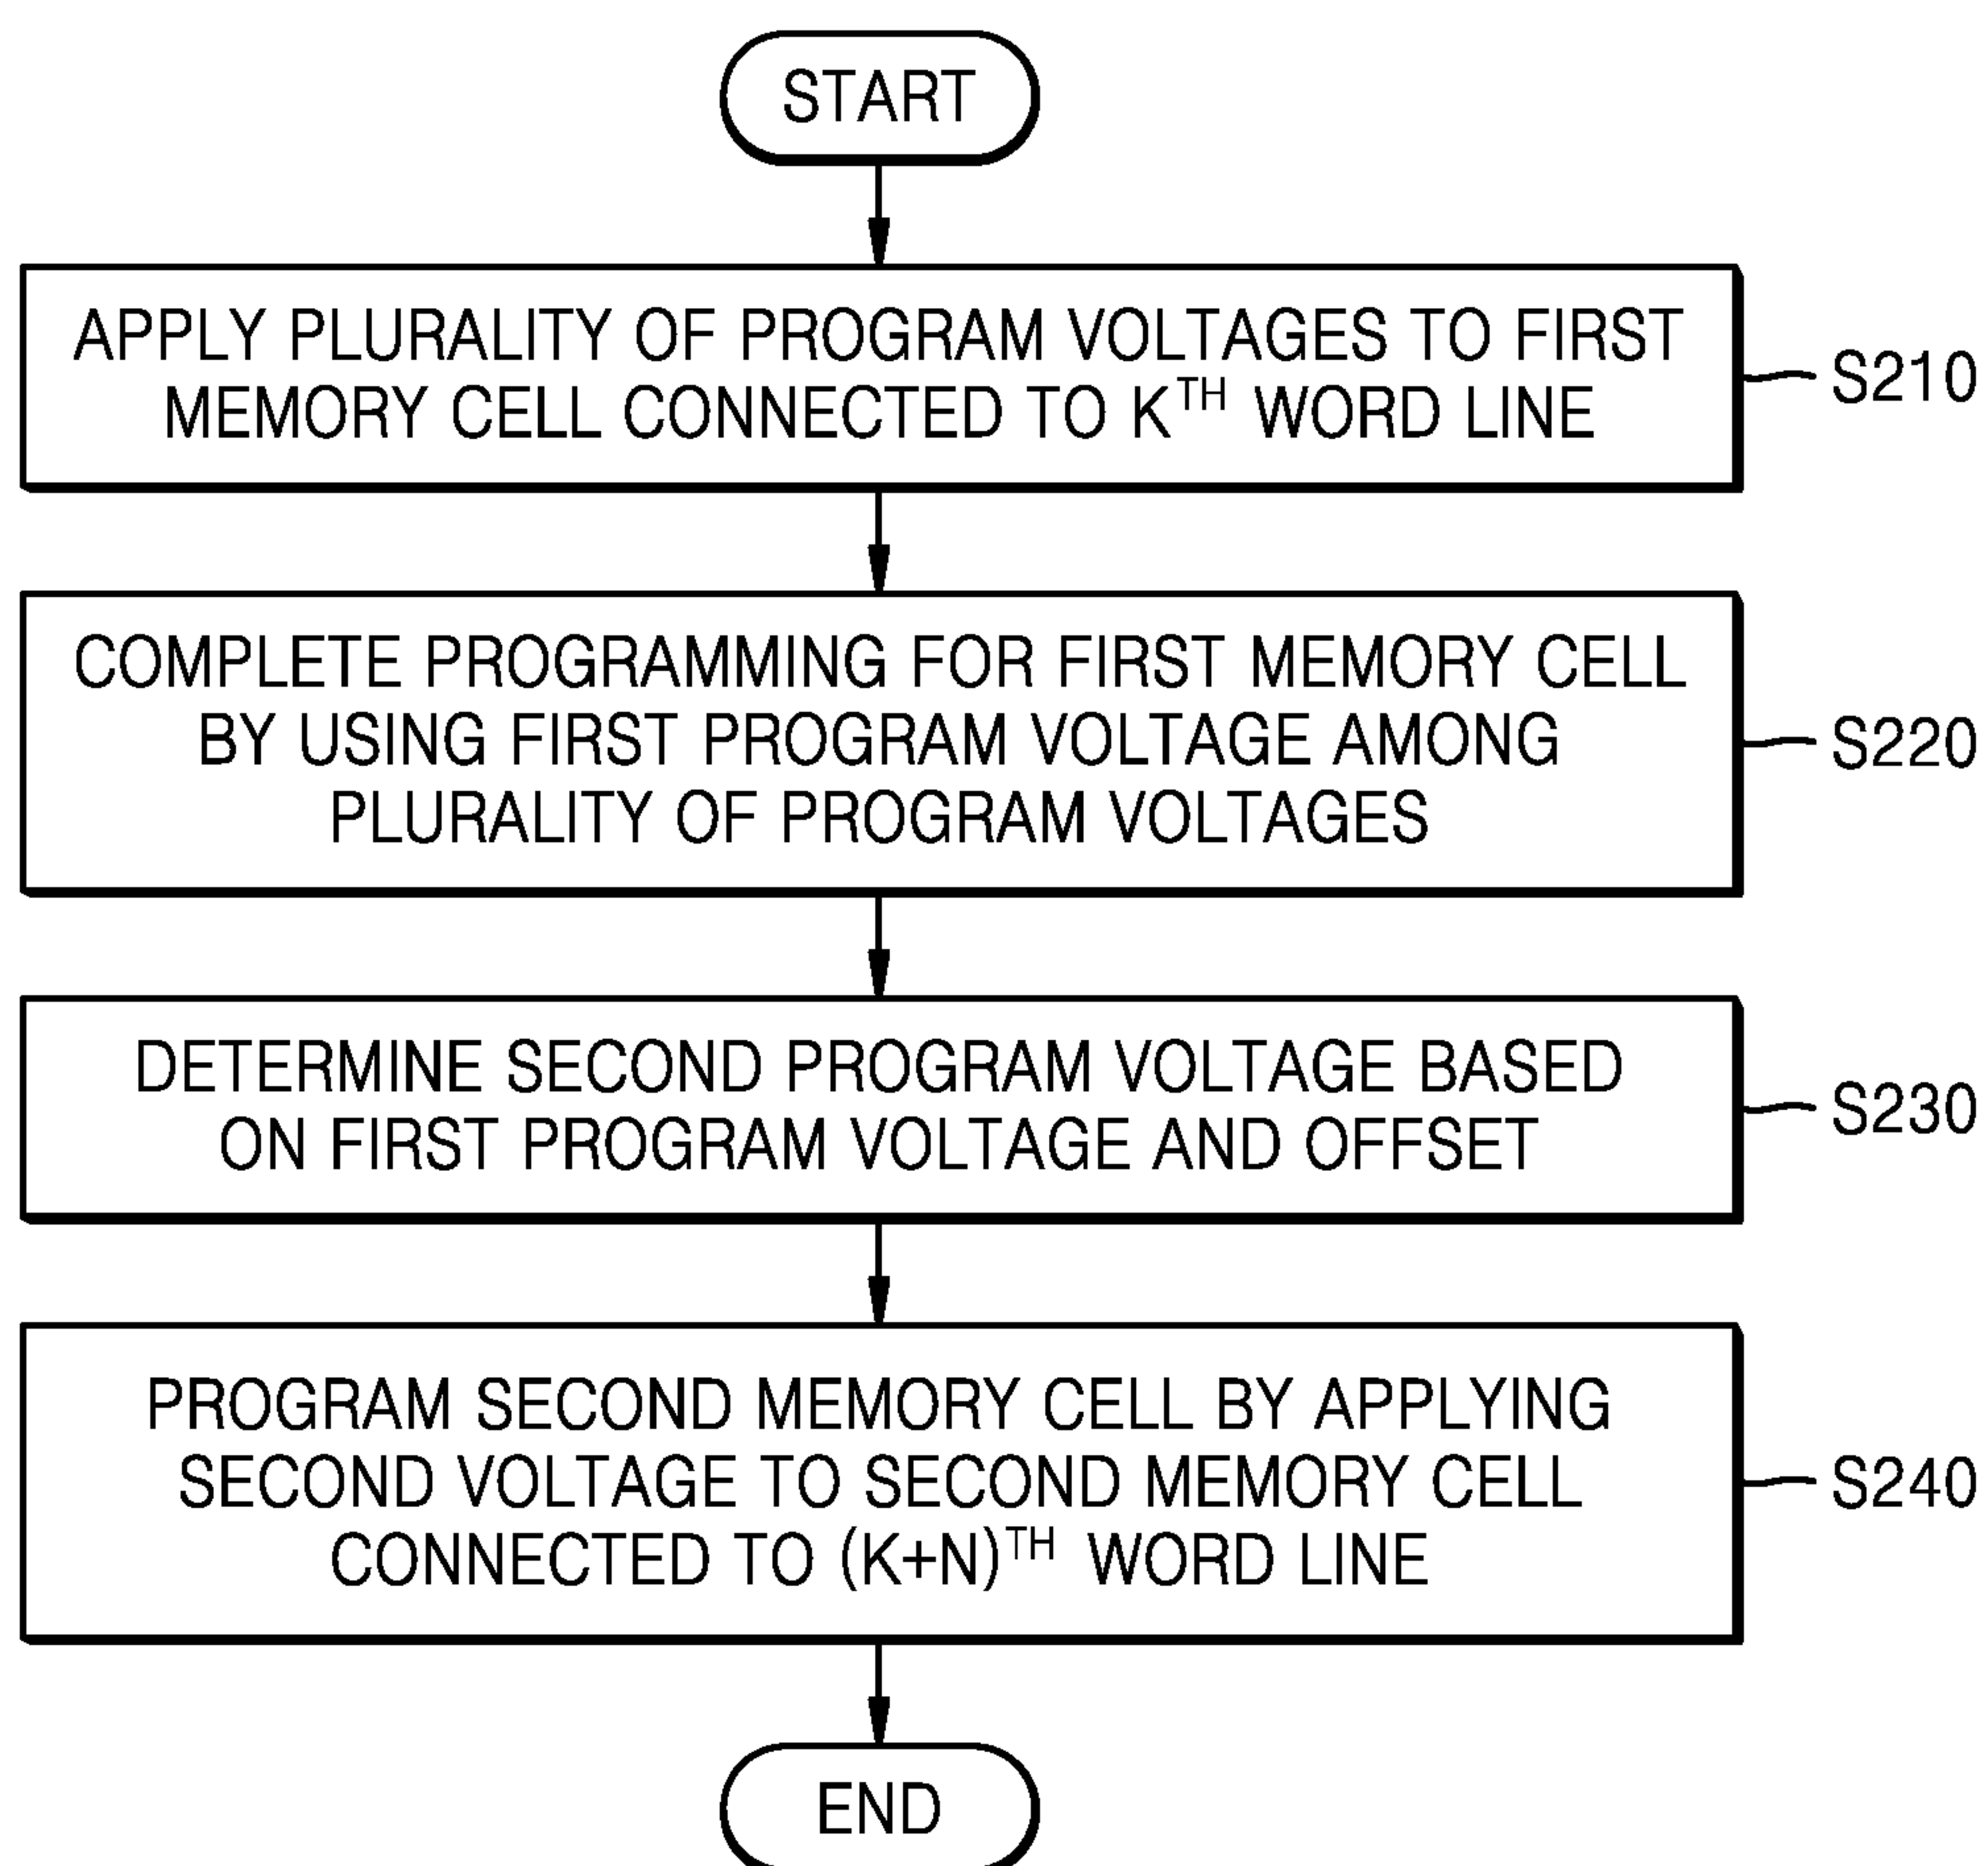 START
APPLY PLURALITY OF PROGRAM VOLTAGES TO FIRST
MEMORY CELL CONNECTED TO KTH WORD LINE
S210
COMPLETE PROGRAMMING FOR FIRST MEMORY CELL
BY USING FIRST PROGRAM VOLTAGE AMONG
PLURALITY OF PROGRAM VOLTAGES
S220
DETERMINE SECOND PROGRAM VOLTAGE BASED
ON FIRST PROGRAM VOLTAGE AND OFFSET
S230
PROGRAM SECOND MEMORY CELL BY APPLYING
SECOND VOLTAGE TO SECOND MEMORY CELL
CONNECTED TO (K+N)TH WORD LINE
S240
END